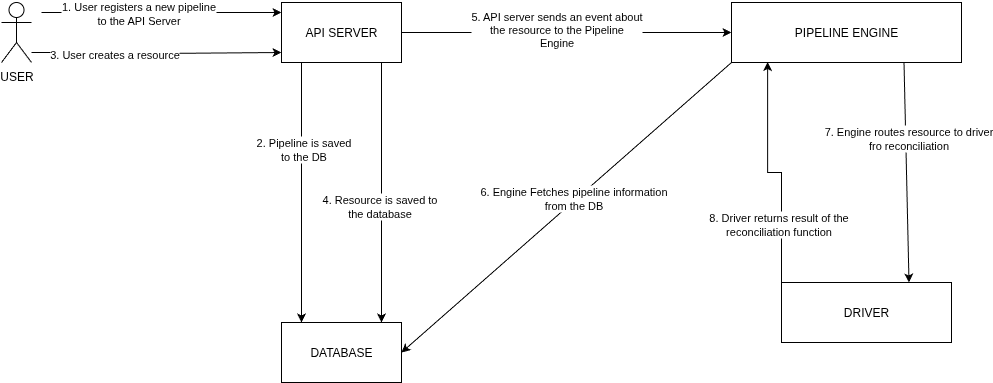 1. User registers a new pipeline
to the API Server
3. User creates a resource
USER
API SERVER
5. API server sends an event about
the resource to the Pipeline
Engine
PIPELINE ENGINE
2. Pipeline is saved
to the DB
4. Resource is saved to
the database
6. Engine Fetches pipeline information
from the DB
7. Engine routes resource to driver
fro reconciliation
8. Driver returns result of the
reconciliation function
DATABASE
DRIVER